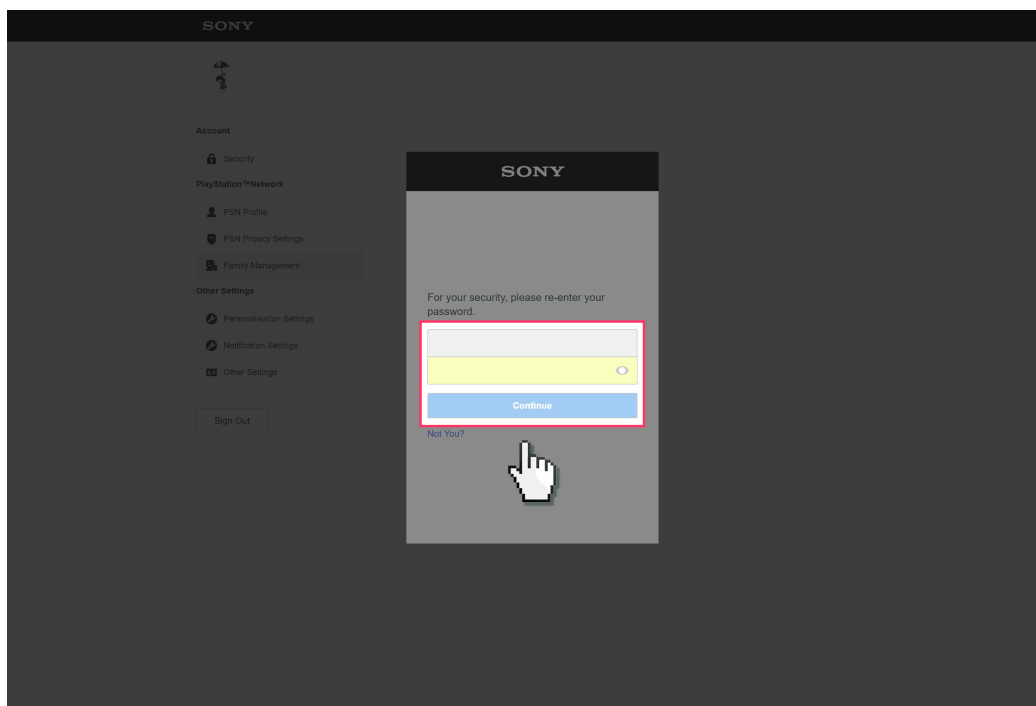 SONY
Account
Security
PlayStation™Network
PSN Profile
PSN Privacy Settings
Family Management
Other Settings
Personalisation Settings
Notification Settings
Other Settings
Sign Out
SONY
For your security, please re-enter your
password.
Continue
Not You?